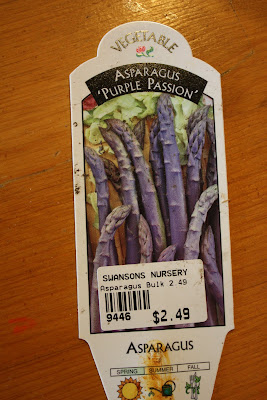 VEGETABLE
ASPARAGUS
'PURPLE PASSION'
SWANSONS NURSERY
Asparagus Bulk 2.49
9446 $2.49
ASPARAGUS
SPRING SUMMER FALL